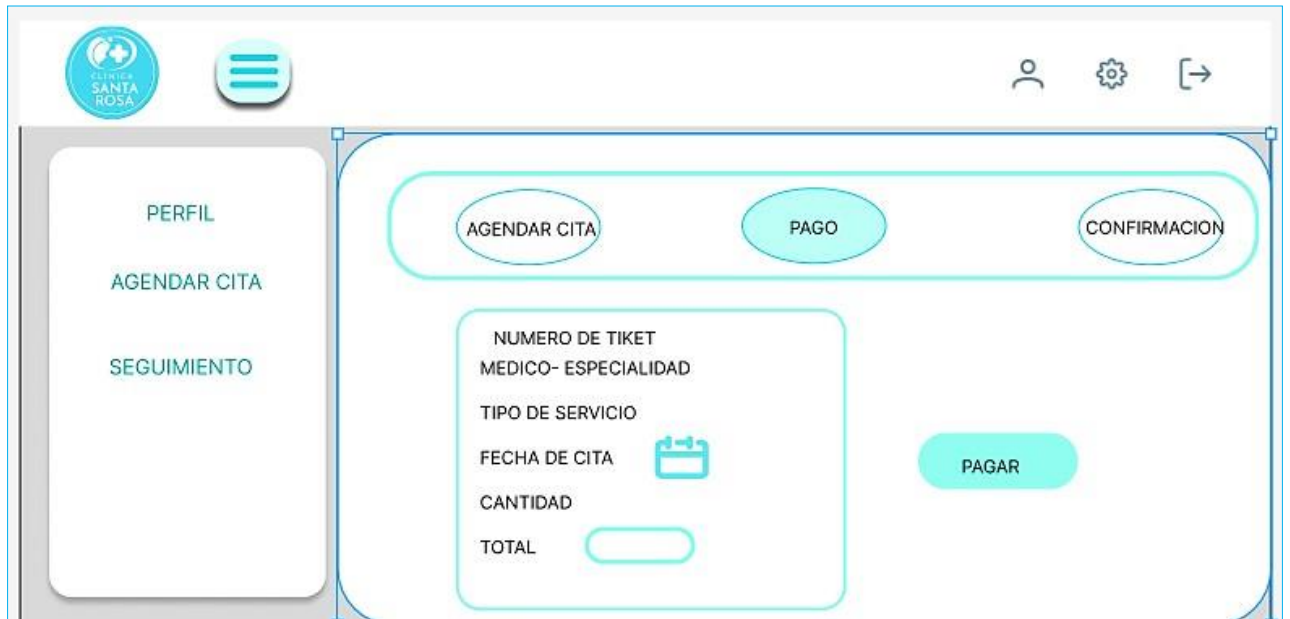 CLINICA
SANTA
ROSA
PERFIL
AGENDAR CITA
SEGUIMIENTO
AGENDAR CITA
PAGO
CONFIRMACION
NUMERO DE TIKET
MEDICO- ESPECIALIDAD
TIPO DE SERVICIO
FECHA DE CITA
CANTIDAD
TOTAL
PAGAR